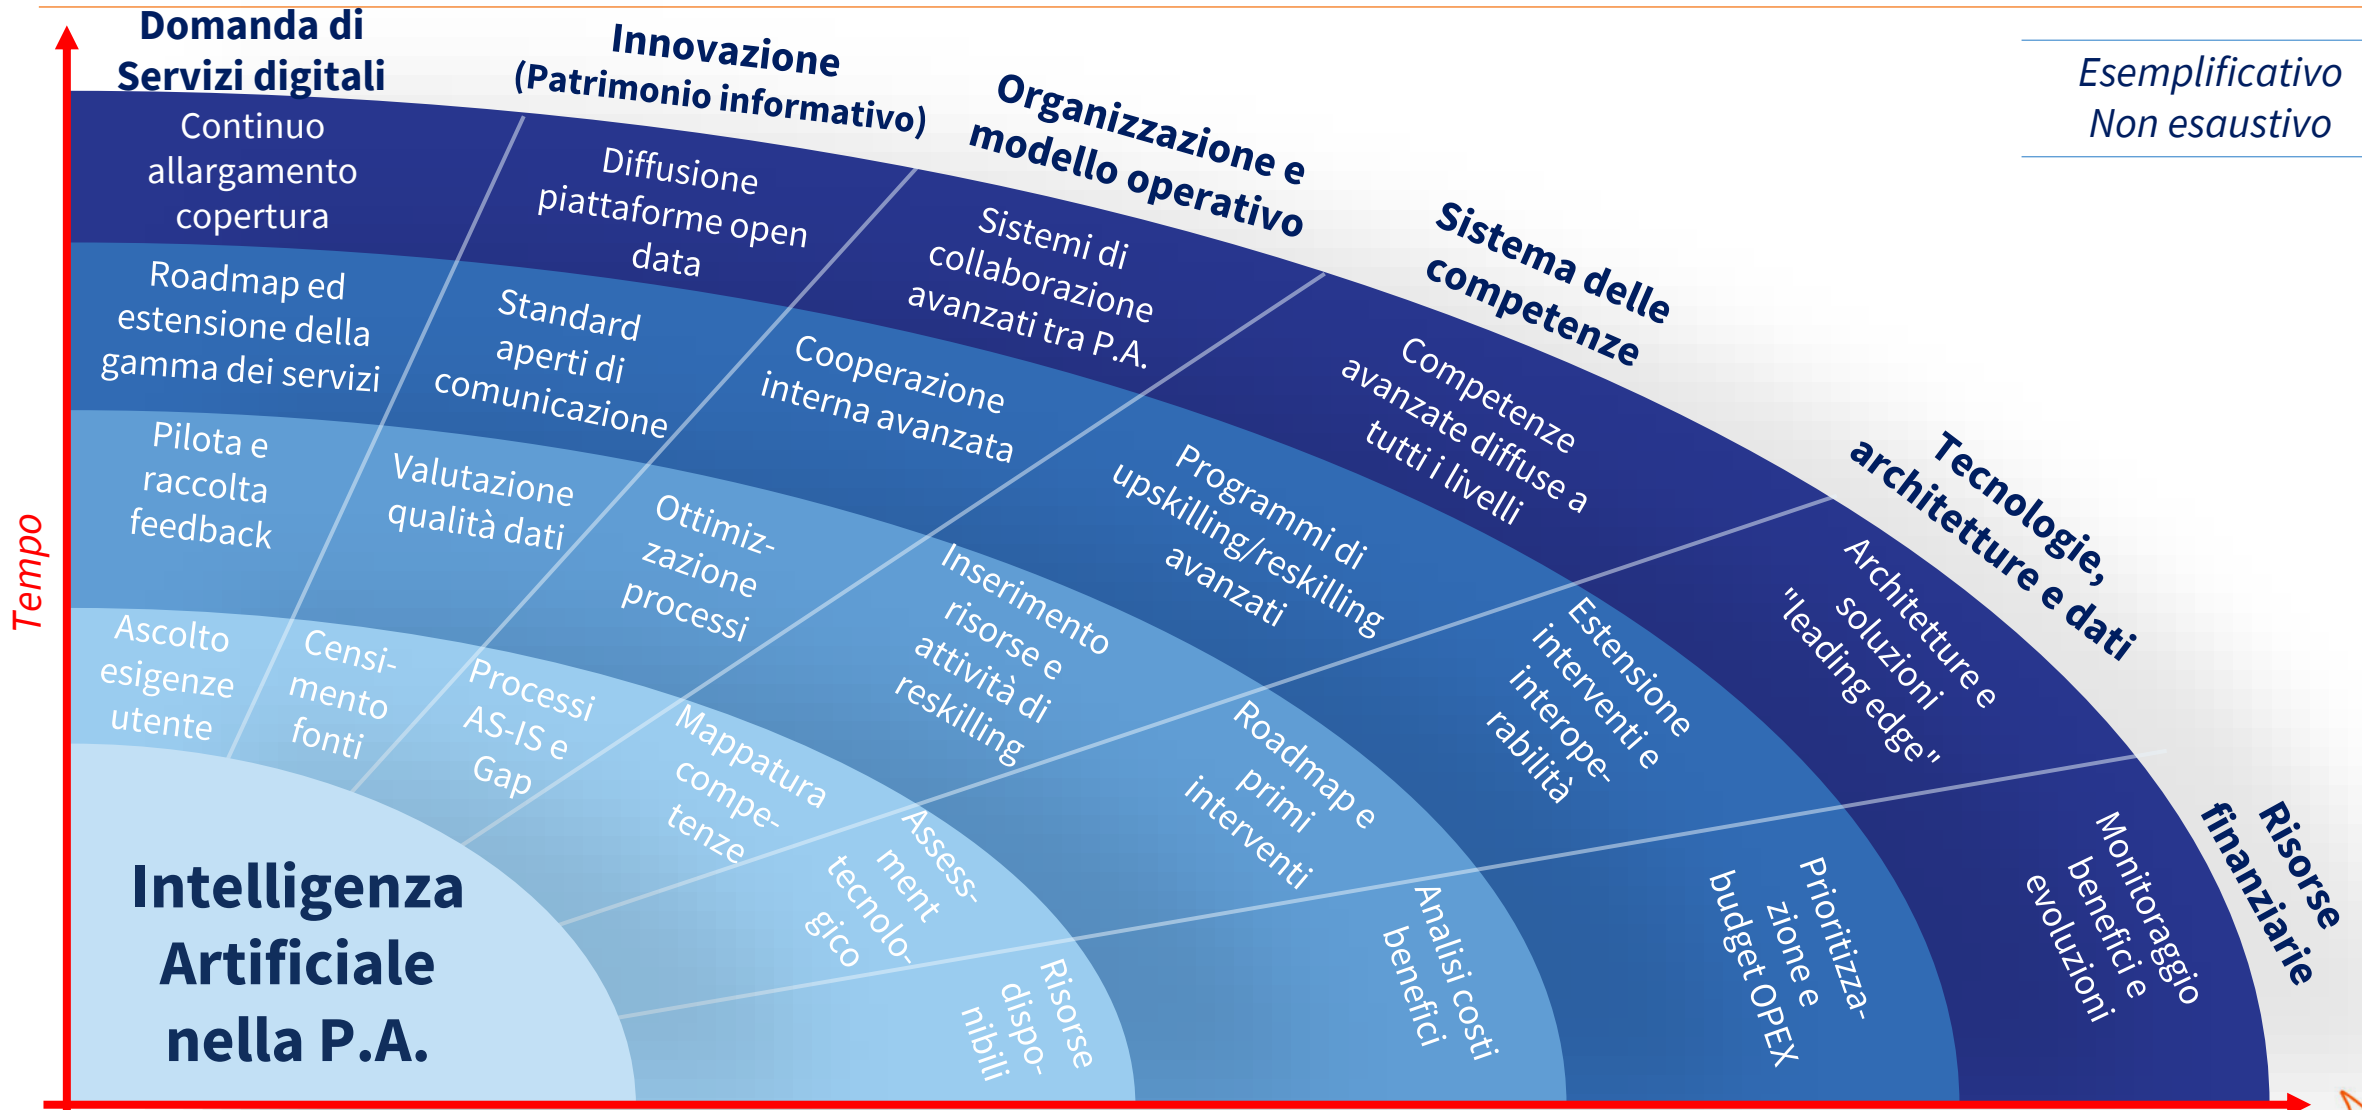 Domanda di
Servizi digitali
Innovazione
(Patrimonio informativo)
Organizzazione e
modello operativo
Sistema delle
competenze
Tecnologie,
architetture e dati
Risorse
finanziarie
Esemplificativo
Non esaustivo
Tempo
Continuo
allargamento
copertura
Diffusione
piattaforme open
data
Sistemi di
collaborazione
avanzati tra P.A.
Competenze
avanzate diffuse a
tutti i livelli
Architetture e
soluzioni
"leading edge"
Monitoraggio
benefici e
evoluzioni
Roadmap ed
estensione della
gamma dei servizi
Standard
aperti di
comunicazione
Cooperazione
interna avanzata
Programmi di
upskilling/reskilling
avanzati
Estensione
interventi e
interope-
rabilità
Prioritizza-
zione e
budget OPEX
Pilota e
raccolta
feedback
Valutazione
qualità dati
Ottimiz-
zazione
processi
Inserimento
risorse e
attività di
reskilling
Roadmap e
primi
interventi
Analisi costi
benefici
Ascolto
esigenze
utente
Censi-
mento
fonti
Processi
AS-IS e
Gap
Mappatura
compe-
tenze
Assess-
ment
tecnolo-
gico
Risorse
dispo-
nibili
Intelligenza
Artificiale
nella P.A.